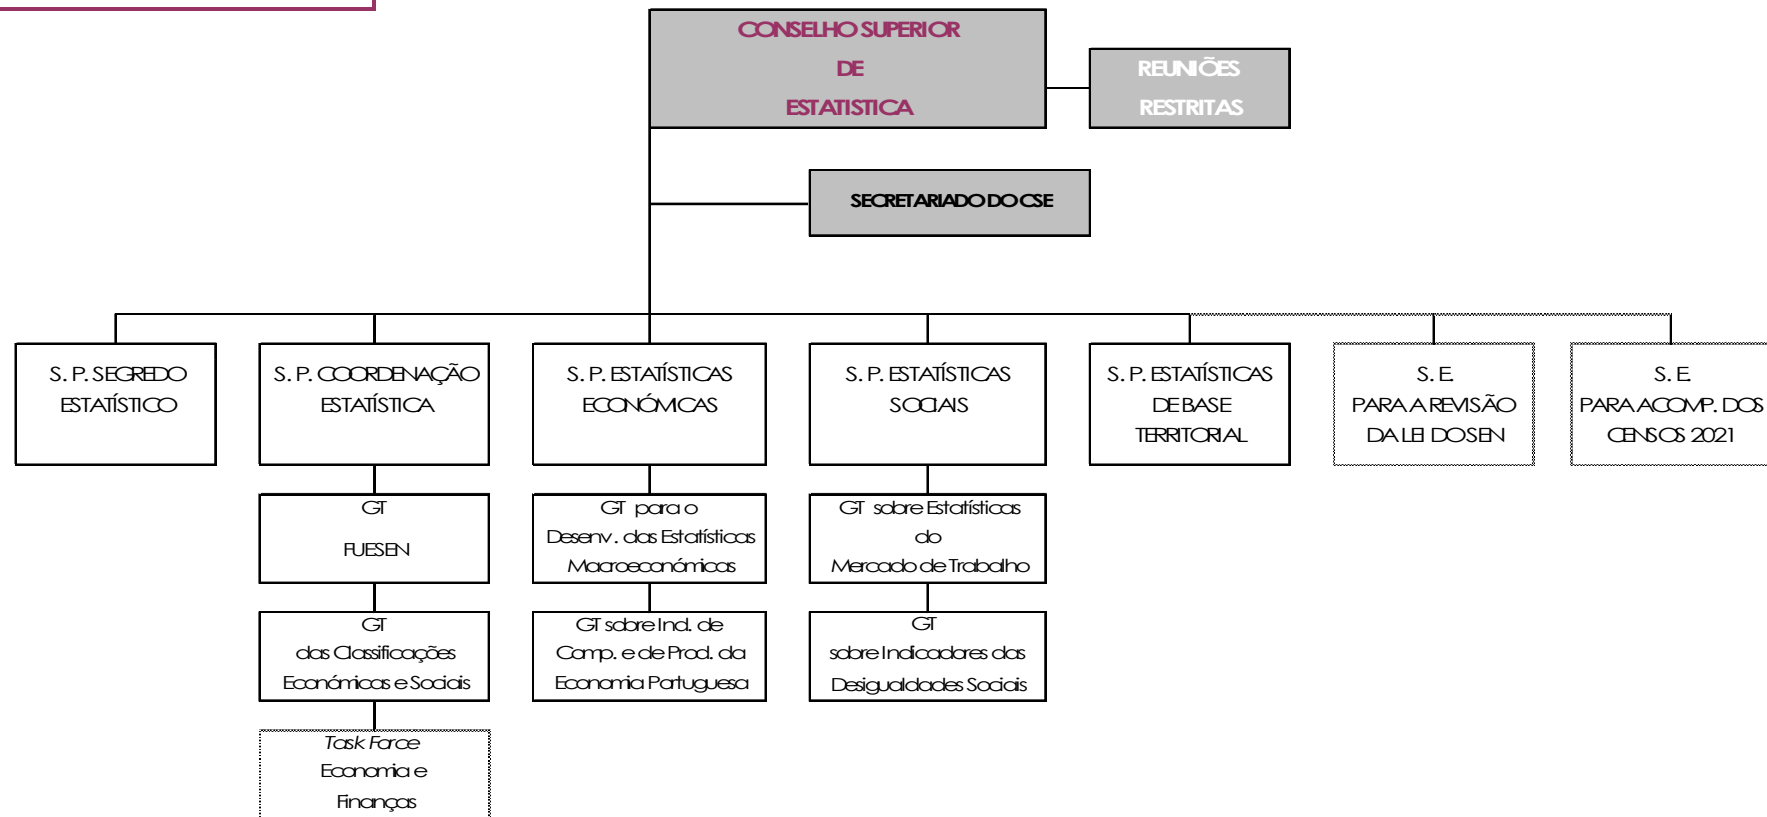 CONSELHO SUPERIOR
DE
ESTATISTICA
REUNIÕES
RESTRITAS
SECRETARIADO DO CSE
S. P. SEGREDO
ESTATÍSTICO
S. P. COORDENAÇÃO
ESTATÍSTICA
S. P. ESTATÍSTICAS
ECONÓMICAS
S. P. ESTATÍSTICAS
SOCIAIS
S. P. ESTATÍSTICAS
DE BASE
TERRITORIAL
S. E.
PARA A REVISÃO
DA LEI DO SEN
S. E.
PARA ACOMP. DOS
CENSOS 2021
GT
FUESEN
GT para o
Desenv. das Estatísticas
Macroeconómicas
GT sobre Estatísticas
do
Mercado de Trabalho
GT
das Classificações
Económicas e Sociais
GT sobre Ind. de
Comp. e de Prod. da
Economia Portuguesa
GT
sobre Indicadores das
Desigualdades Sociais
Task Force
Economia e
Finanças